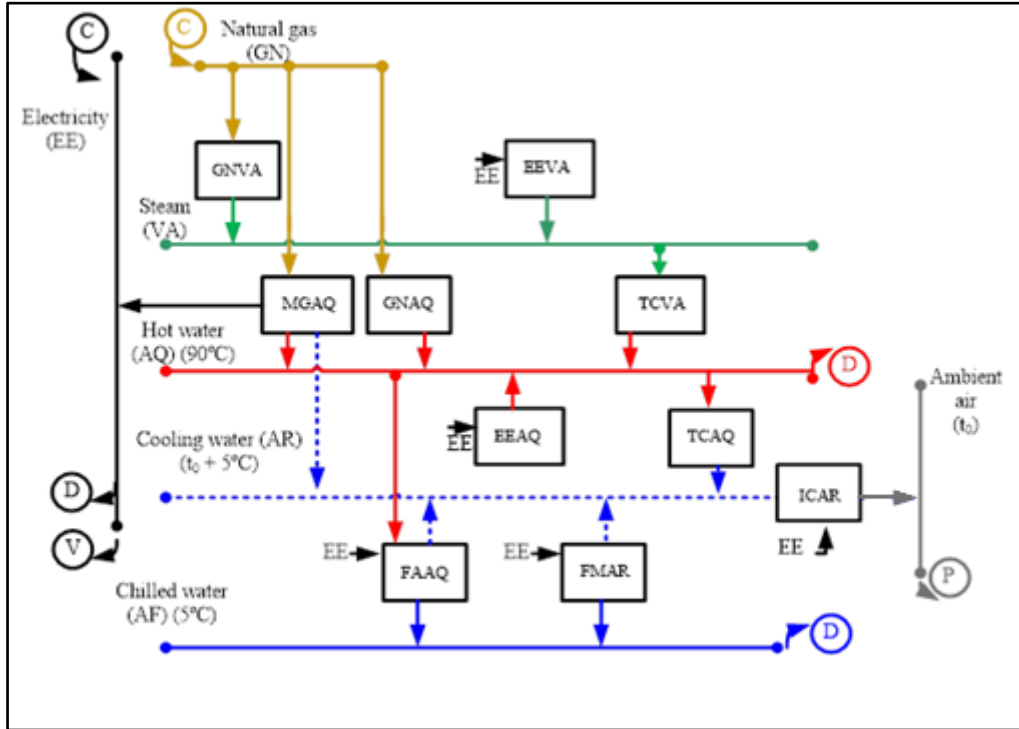 C
C
Natural gas
(GN)
Electricity
(EE)
GNVA
EE
EEVA
Steam
(VA)
MGAQ
GNAQ
TCVA
Hot water
(AQ) (90°C)
D
Ambient
air
(t0)
EE
EEAQ
TCAQ
Cooling water (AR)
(t0 + 5°C)
D
ICAR
EE
V
EE
FAAQ
EE
FMAR
P
Chilled water
(AF) (5°C)
D